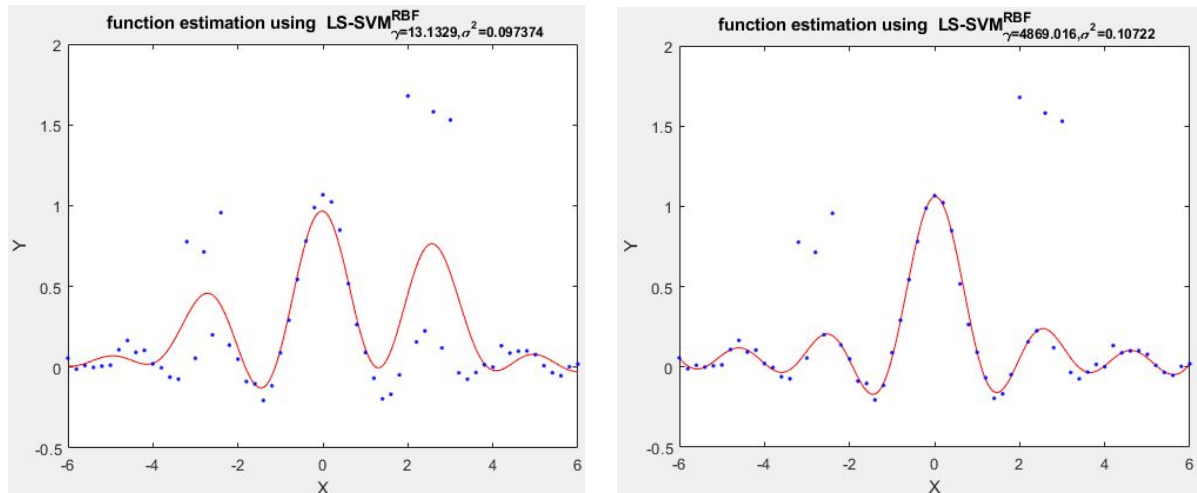 function estimation using LS-SVM^RBF_γ=13.1329,σ²=0.097374
2
1.5
1
0.5
0
-0.5
Y
-6 -4 -2 0 2 4 6
X
function estimation using LS-SVM^RBF_γ=4869.016,σ²=0.10722
2
1.5
1
0.5
0
-0.5
Y
-6 -4 -2 0 2 4 6
X